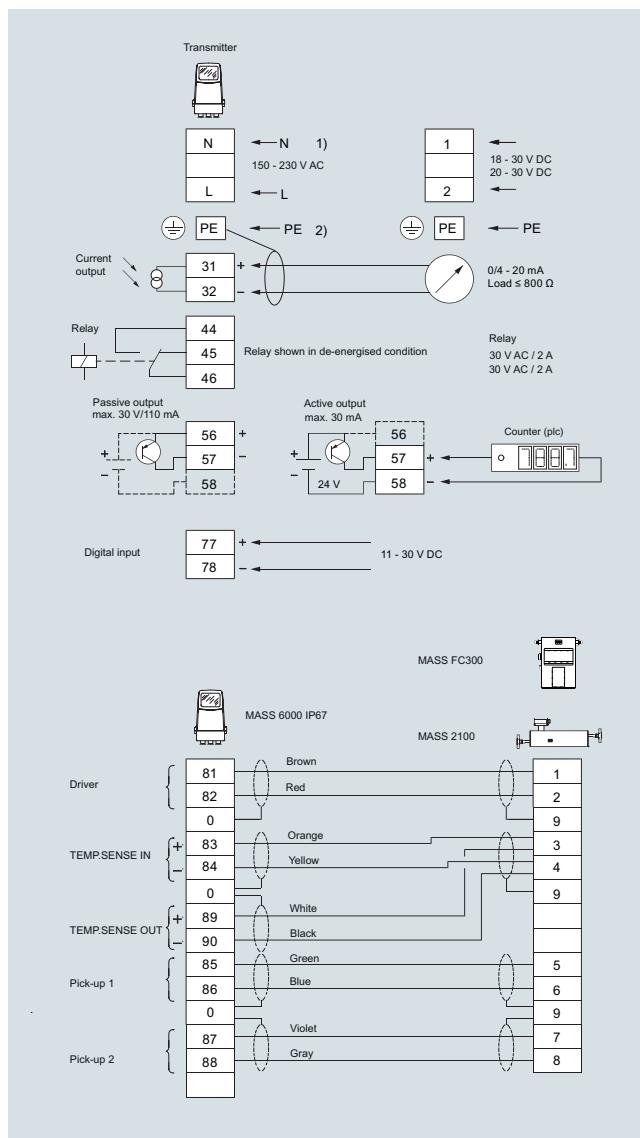 Transmitter
N N 1) 1
150 - 230 V AC 18 - 30 V DC
20 - 30 V DC
L L 2
PE PE 2) PE PE
Current
output
31 +
32 -
0/4 - 20 mA
Load ≤ 800 Ω
Relay
44
45
46
Relay shown in de-energised condition
Relay
30 V AC / 2 A
30 V AC / 2 A
Passive output
max. 30 V/110 mA
+
-
56 +
57 -
58
Active output
max. 30 mA
+
-
24 V
56
57 +
58 -
Counter (plc)
Digital input
77 +
78 -
11 - 30 V DC
MASS FC300
MASS 6000 IP67
MASS 2100
Driver
81 Brown 1
82 Red 2
0 9
TEMP.SENSE IN
+ 83 Orange 3
- 84 Yellow 4
0 9
TEMP.SENSE OUT
+ 89 White
- 90 Black
Pick-up 1
85 Green 5
86 Blue 6
0 9
Pick-up 2
87 Violet 7
88 Gray 8